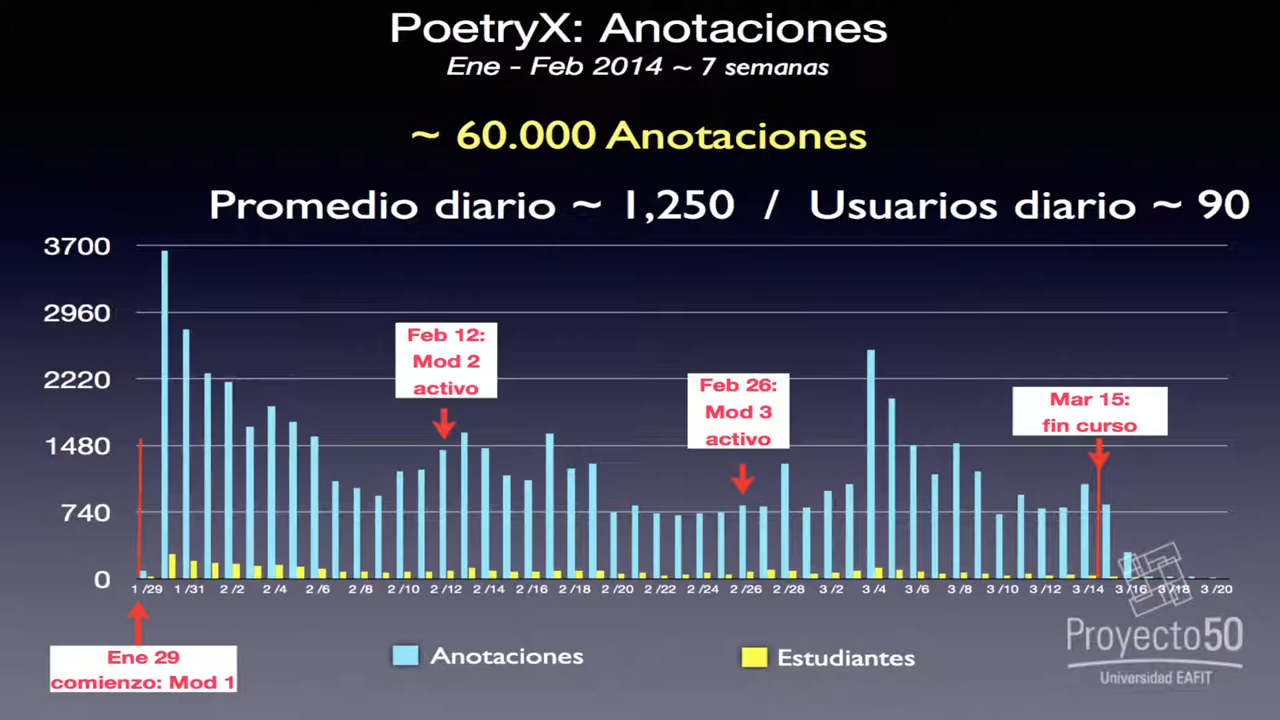 PoetryX: Anotaciones
Ene - Feb 2014 ~ 7 semanas
~ 60.000 Anotaciones
Promedio diario ~ 1,250 / Usuarios diario ~ 90
3700
2960
2220
1480
740
0
Feb 12:
Mod 2
activo
Feb 26:
Mod 3
activo
Mar 15:
fin curso
1 /29 1 /31 2 /2 2 /4 2 /6 2 /8 2 /10 2 /12 2 /14 2 /16 2 /18 2 /20 2 /22 2 /24 2 /26 2 /28 3 /2 3 /4 3 /6 3 /8 3 /10 3 /12 3 /14 3 /16 3 /18 3 /20
Ene 29
comienzo: Mod 1
Anotaciones
Estudiantes
Proyecto50
Universidad EAFIT